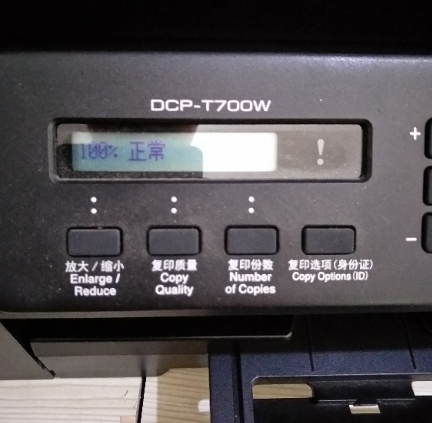 DCP-T700W
100% 正常
!
+
放大/缩小
Enlarge /
Reduce
复印质量
Copy
Quality
复印份数
Number
of Copies
复印选项(身份证)
Copy Options(ID)
-